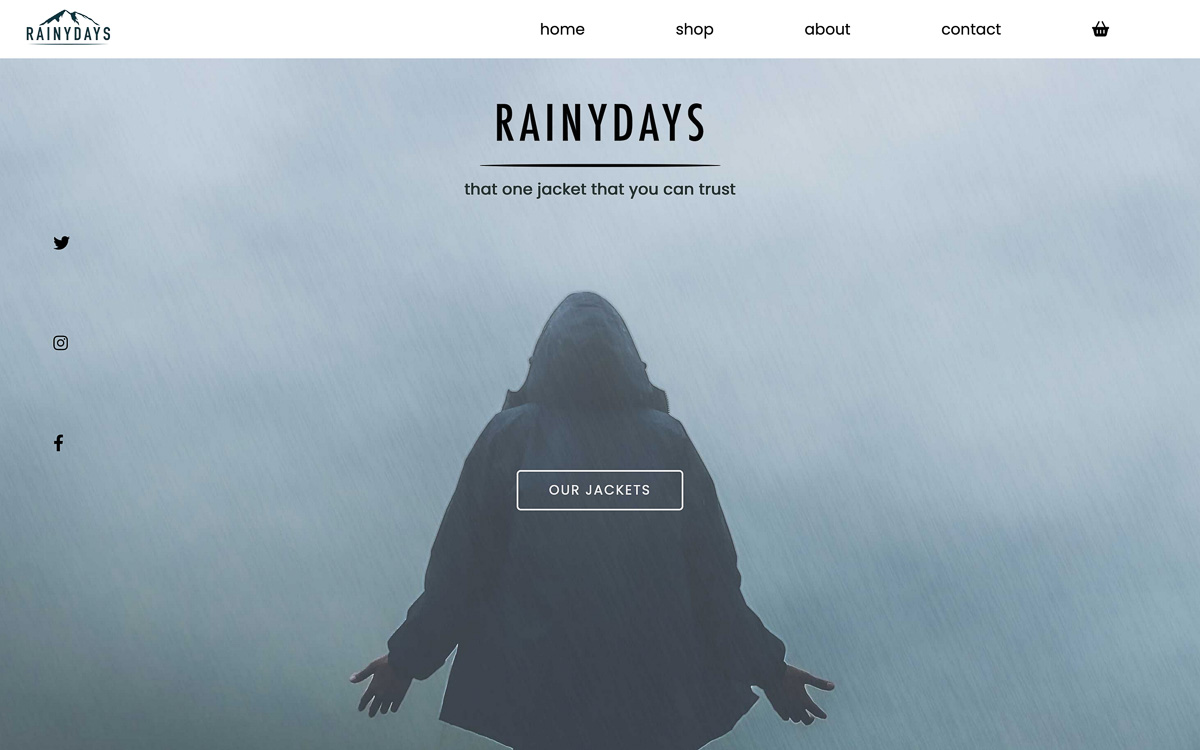 RAINYDAYS
home shop about contact
RAINYDAYS
that one jacket that you can trust
OUR JACKETS